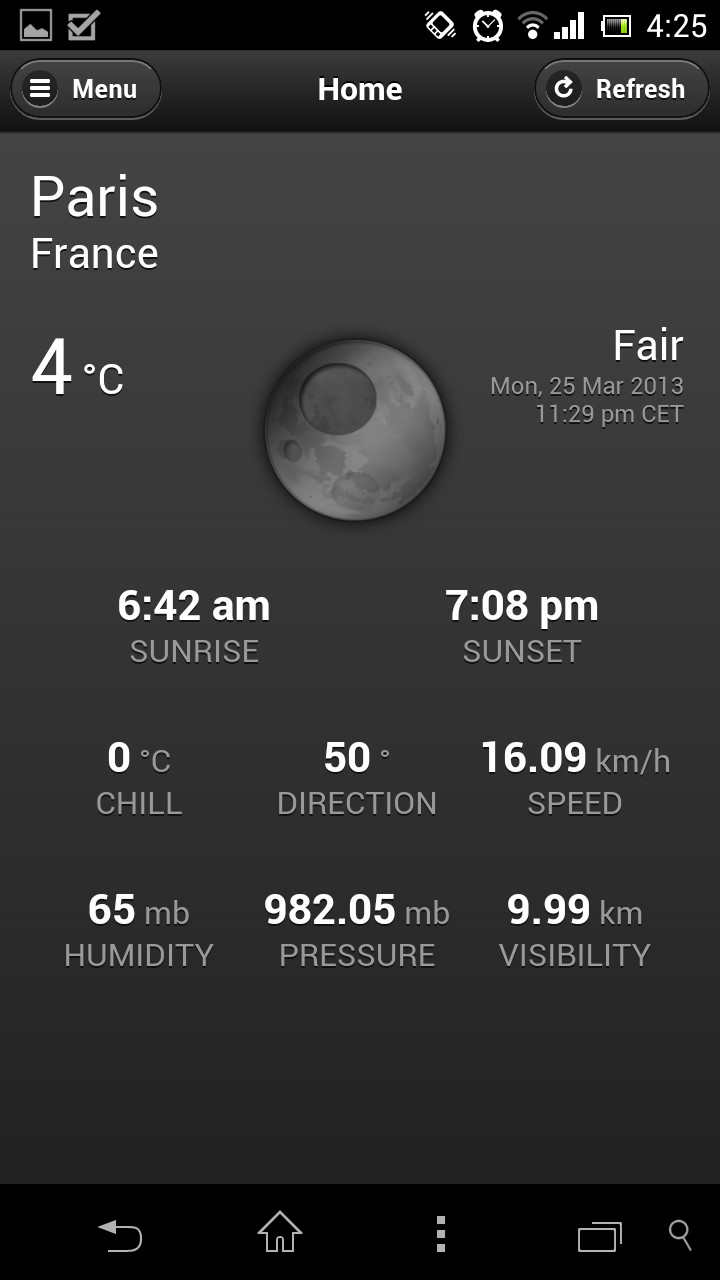 4:25
Menu
Home
Refresh
Paris
France
4 °C
Fair
Mon, 25 Mar 2013
11:29 pm CET
6:42 am
SUNRISE
7:08 pm
SUNSET
0 °C
CHILL
50 °
DIRECTION
16.09 km/h
SPEED
65 mb
HUMIDITY
982.05 mb
PRESSURE
9.99 km
VISIBILITY